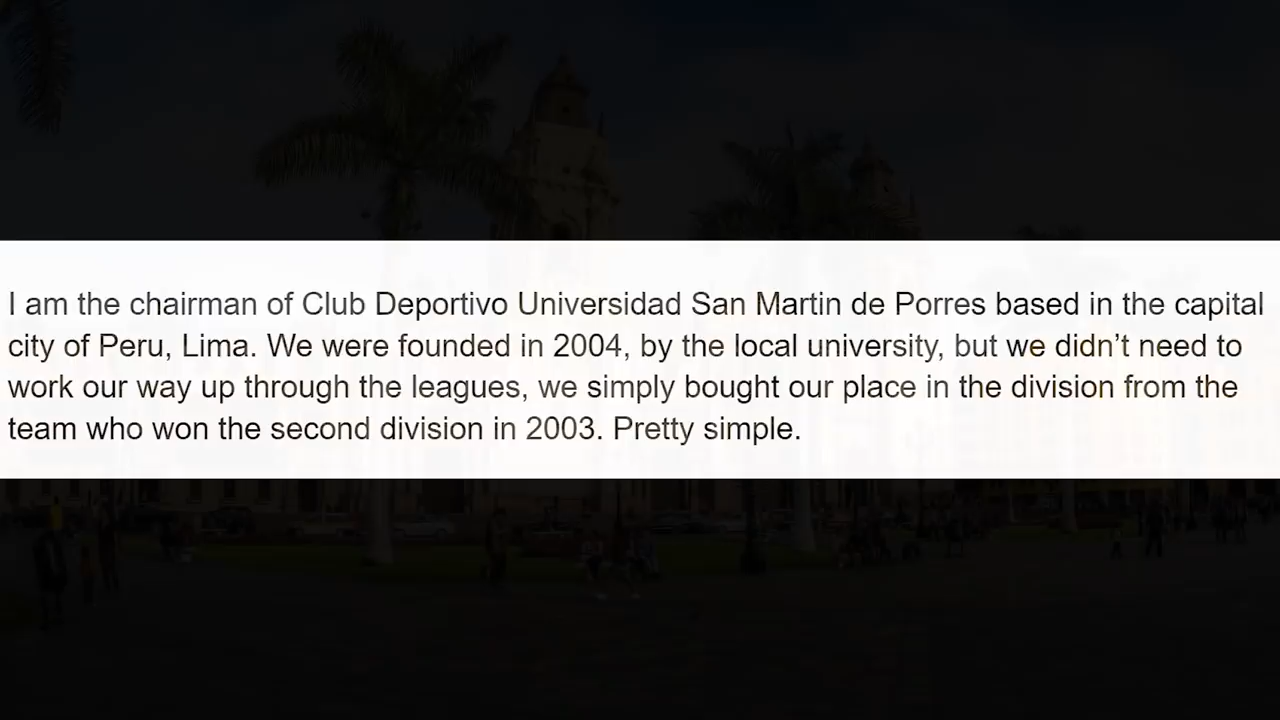 I am the chairman of Club Deportivo Universidad San Martin de Porres based in the capital
city of Peru, Lima. We were founded in 2004, by the local university, but we didn’t need to
work our way up through the leagues, we simply bought our place in the division from the
team who won the second division in 2003. Pretty simple.